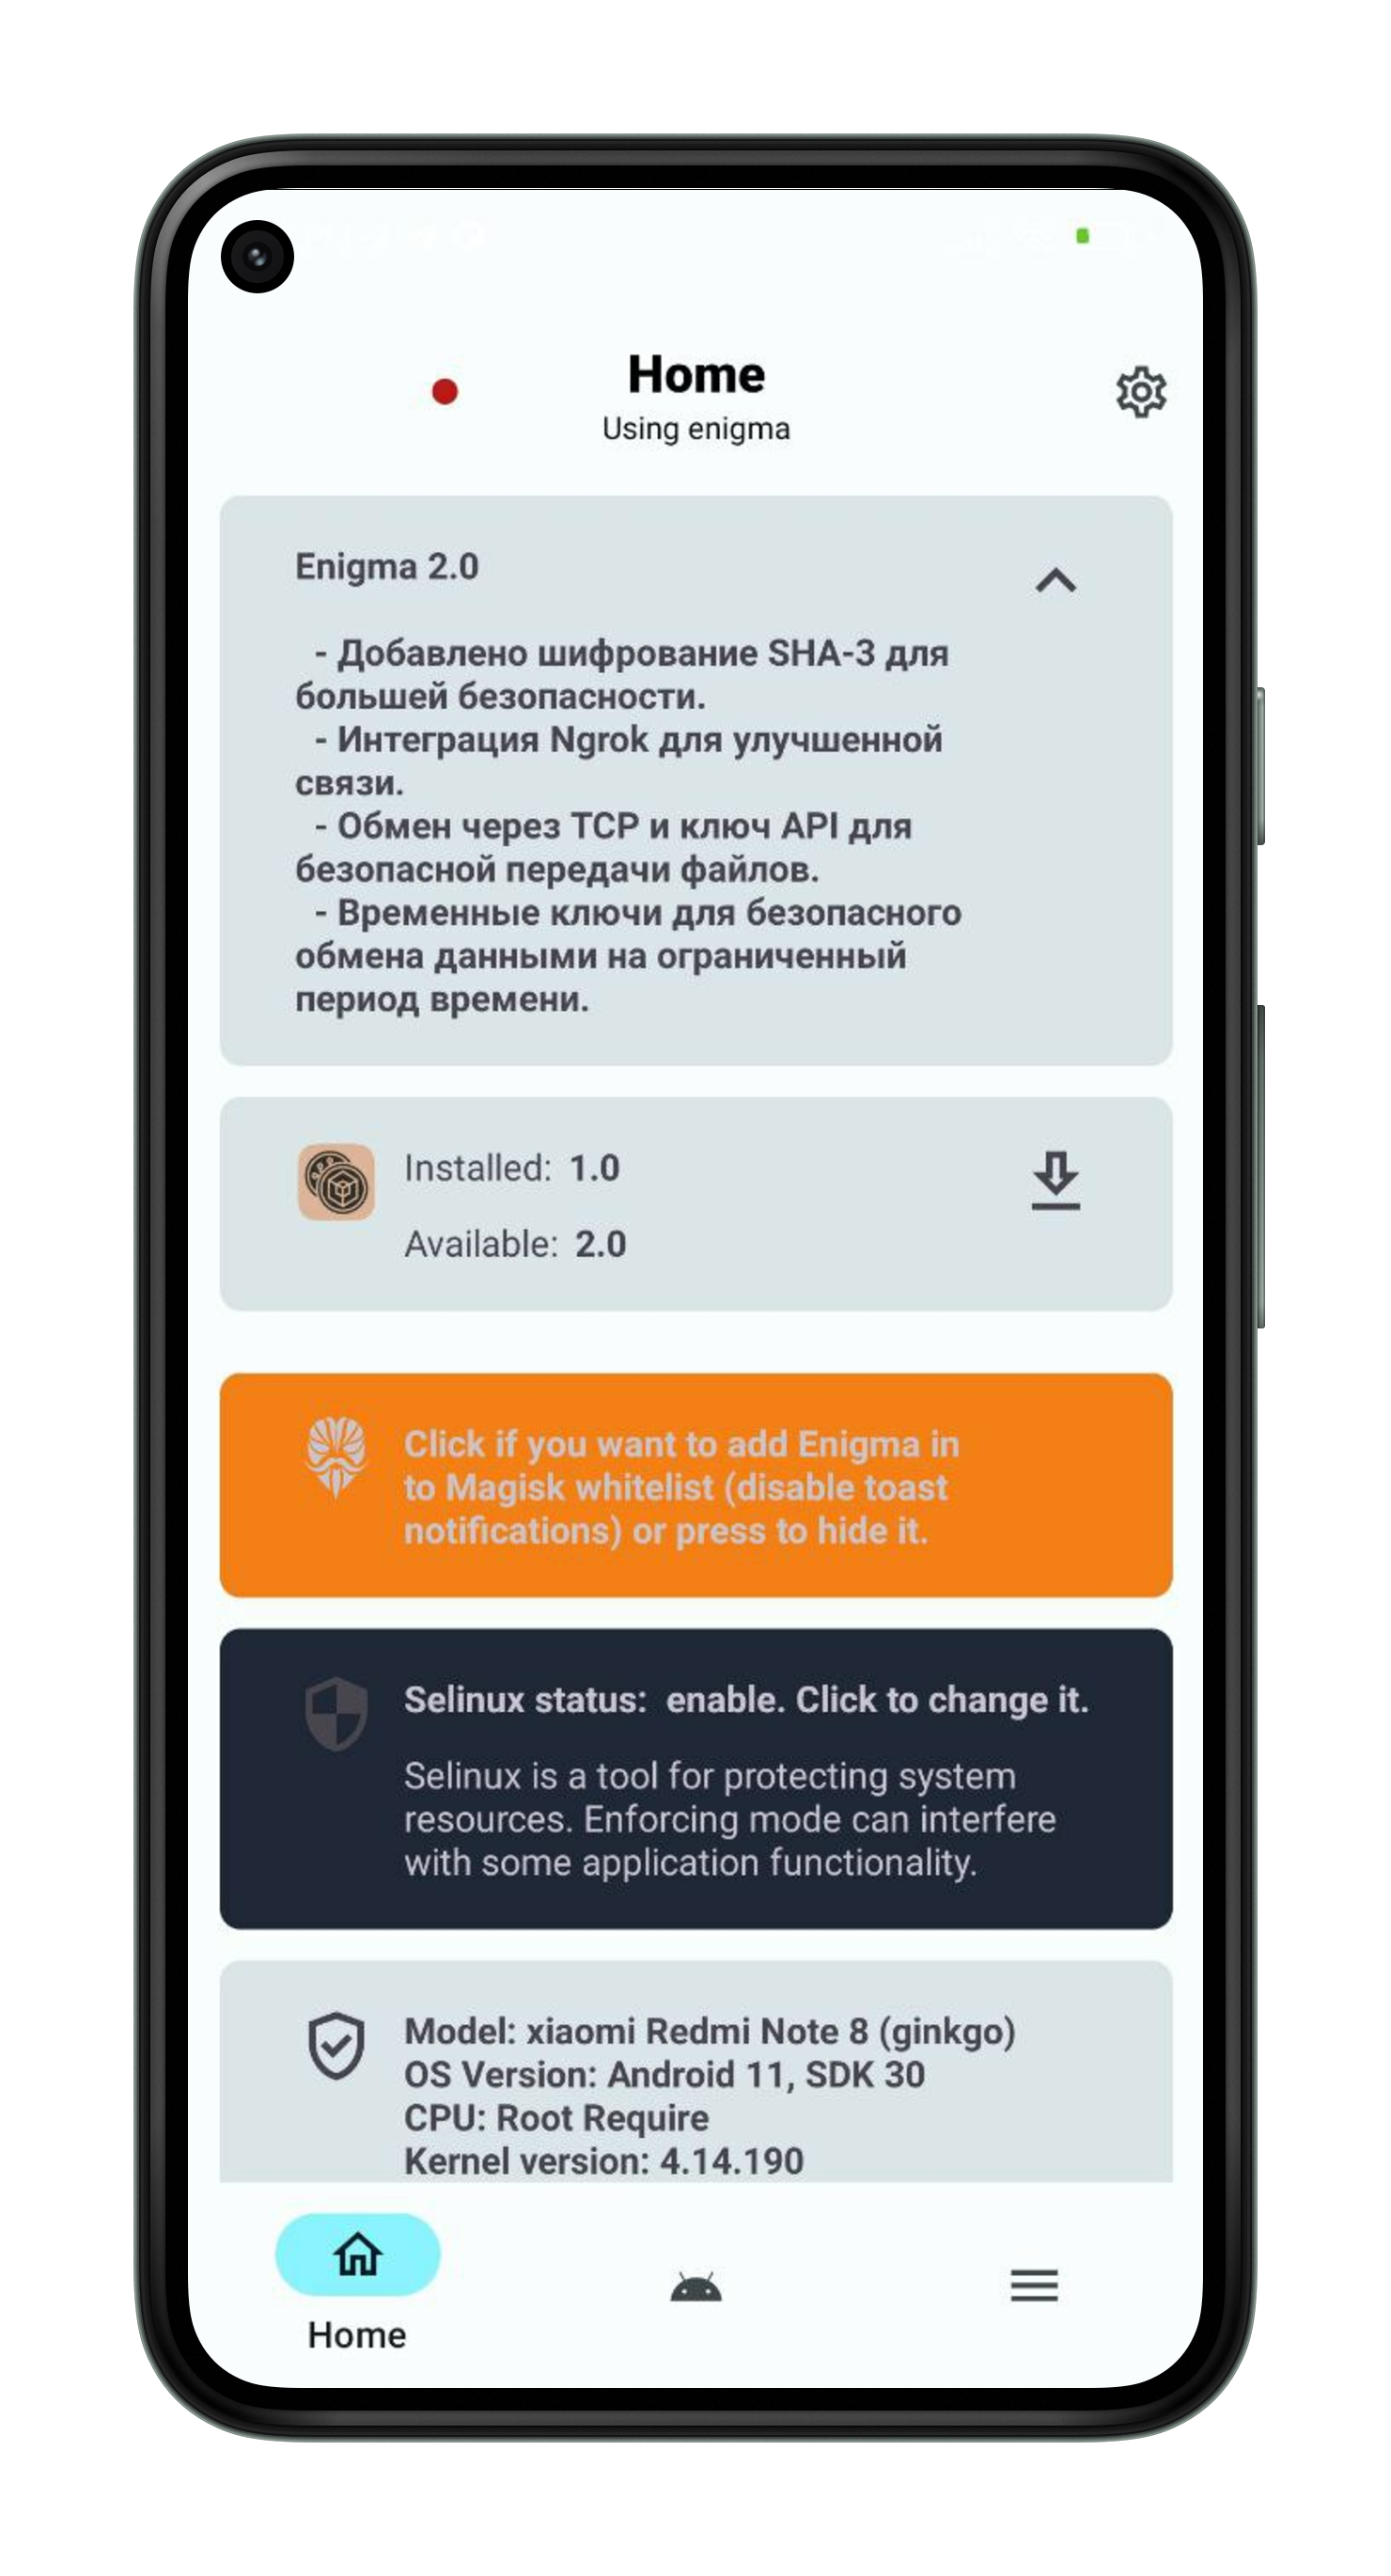 Home
Using enigma
Enigma 2.0
- Добавлено шифрование SHA-3 для
большей безопасности.
- Интеграция Ngrok для улучшенной
связи.
- Обмен через TCP и ключ API для
безопасной передачи файлов.
- Временные ключи для безопасного
обмена данными на ограниченный
период времени.
Installed: 1.0
Available: 2.0
Click if you want to add Enigma in
to Magisk whitelist (disable toast
notifications) or press to hide it.
Selinux status: enable. Click to change it.
Selinux is a tool for protecting system
resources. Enforcing mode can interfere
with some application functionality.
Model: xiaomi Redmi Note 8 (ginkgo)
OS Version: Android 11, SDK 30
CPU: Root Require
Kernel version: 4.14.190
Home